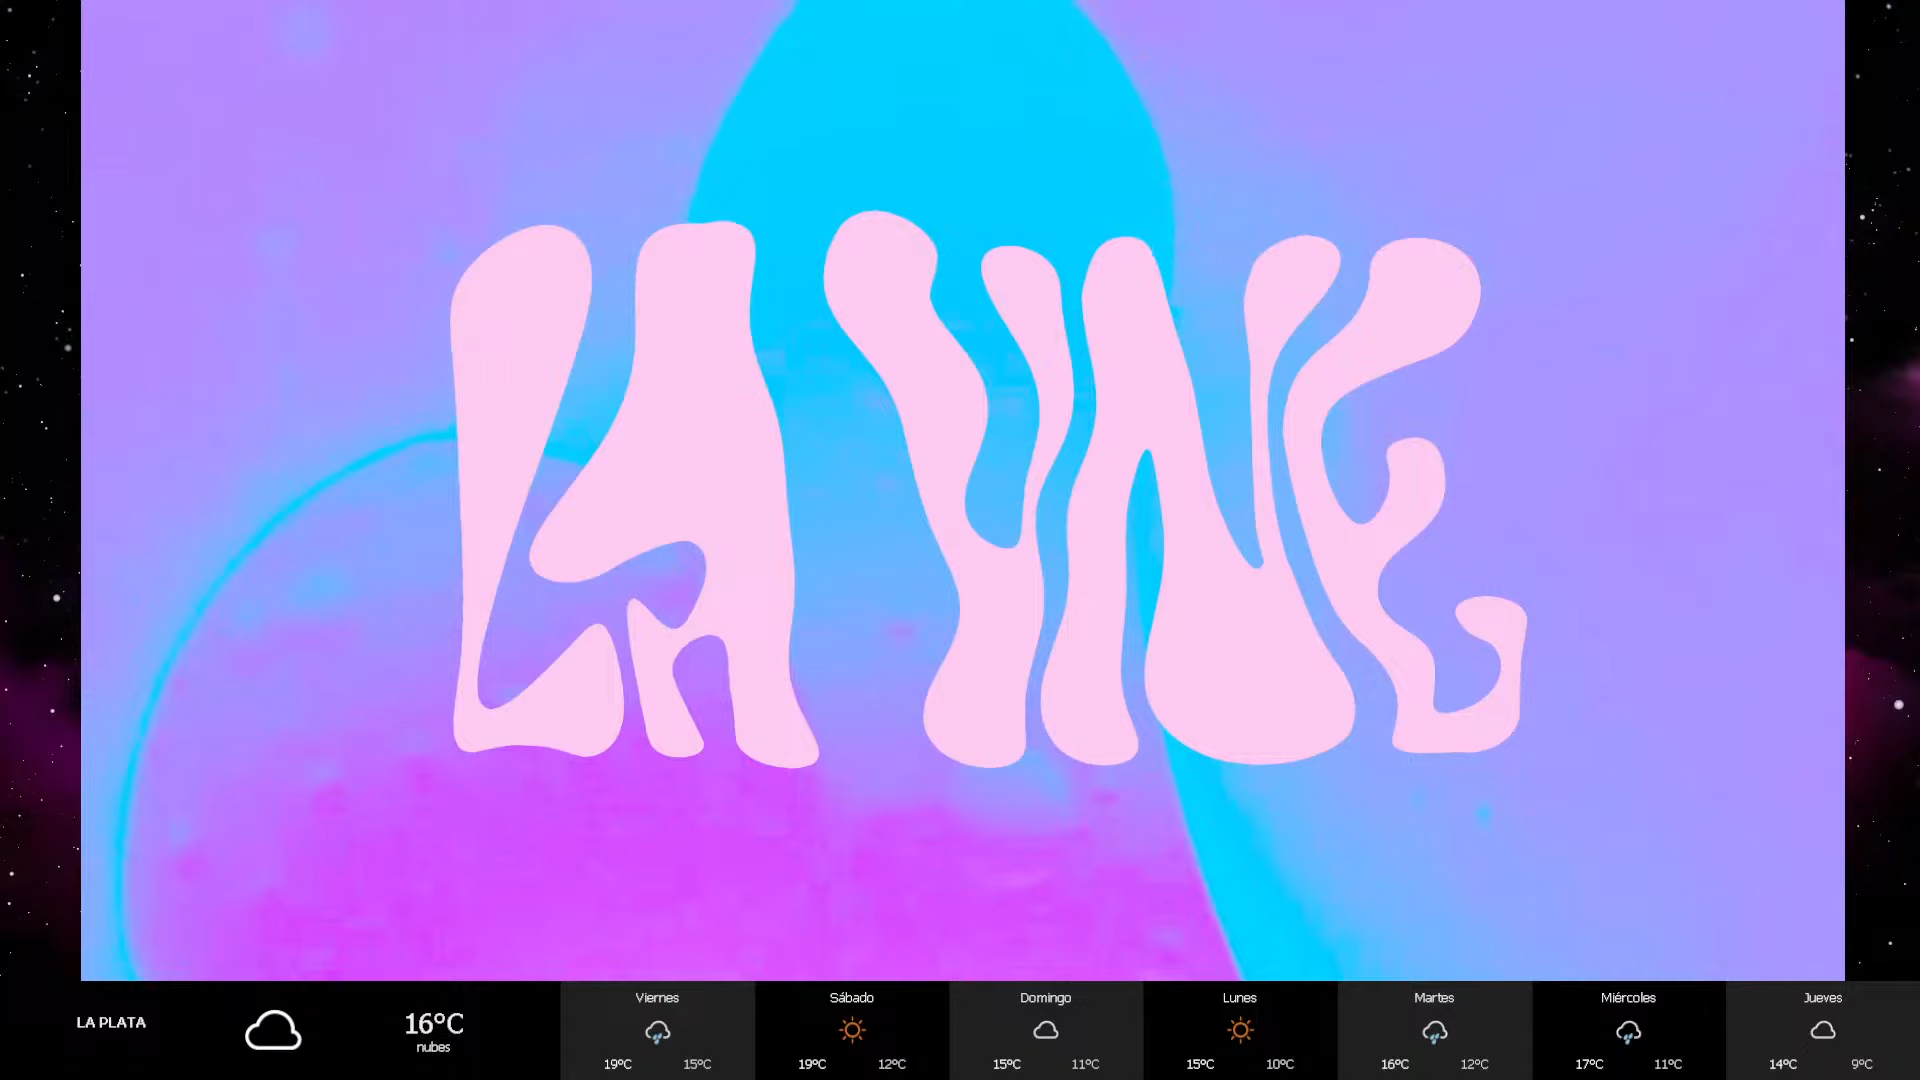 LA YNE
LA PLATA
16°C
nubes
Viernes
19°C 15°C
Sábado
19°C 12°C
Domingo
15°C 11°C
Lunes
15°C 10°C
Martes
16°C 12°C
Miércoles
17°C 11°C
Jueves
14°C 9°C